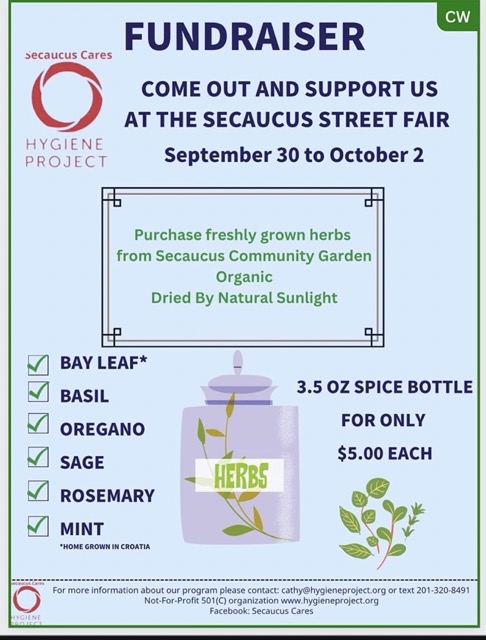 CW
FUNDRAISER
Secaucus Cares
HYGIENE
PROJECT
COME OUT AND SUPPORT US
AT THE SECAUCUS STREET FAIR
September 30 to October 2
Purchase freshly grown herbs
from Secaucus Community Garden
Organic
Dried By Natural Sunlight
BAY LEAF*
BASIL
OREGANO
SAGE
ROSEMARY
MINT
*HOME GROWN IN CROATIA
HERBS
3.5 OZ SPICE BOTTLE
FOR ONLY
$5.00 EACH
Secaucus Cares
HYGIENE
PROJECT
For more information about our program please contact: cathy@hygieneproject.org or text 201-320-8491
Not-For-Profit 501(C) organization www.hygieneproject.org
Facebook: Secaucus Cares